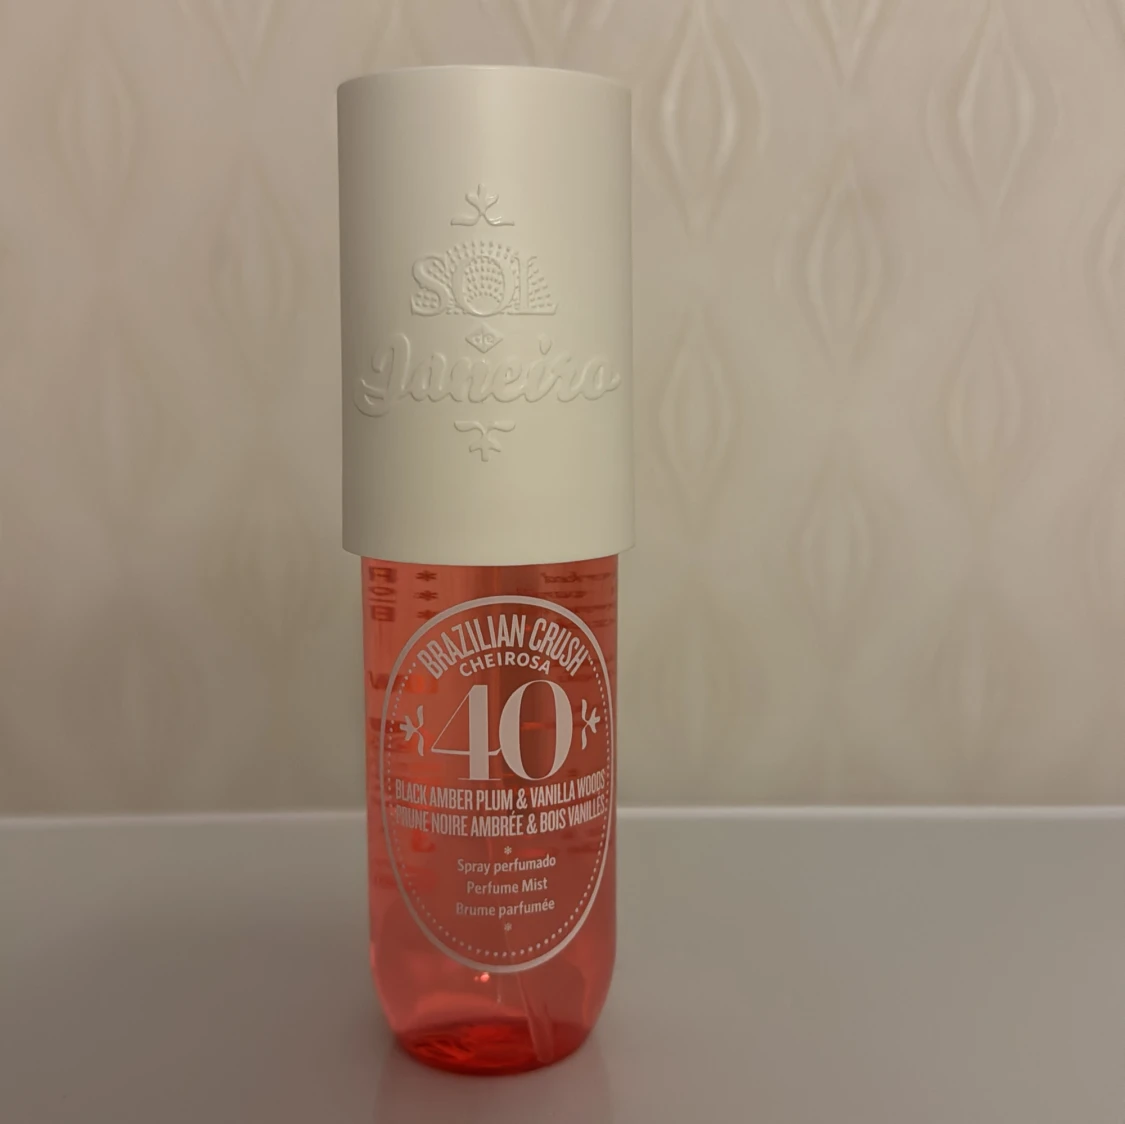 SOL
de
Janeiro
BRAZILIAN CRUSH
CHEIROSA
40
BLACK AMBER PLUM & VANILLA WOODS
PRUNE NOIRE AMBRÉE & BOIS VANILLÉS
*
Spray perfumado
Perfume Mist
Brume parfumée
*